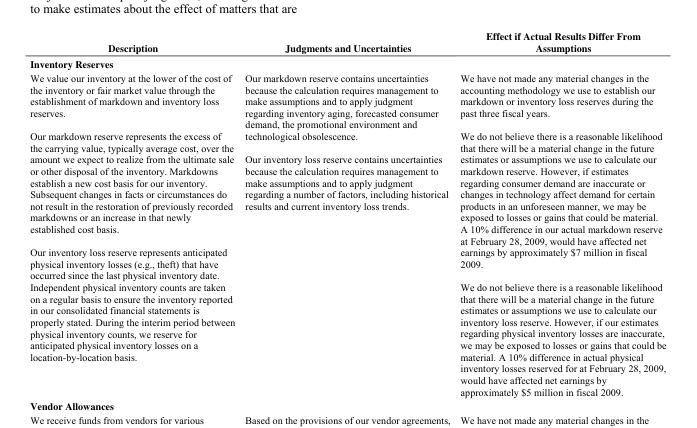 to make estimates about the effect of matters that are
Effect if Actual Results Differ From
Description
Judgments and Uncertainties
Assumptions
Inventory Reserves
We value our inventory at the lower of the cost of
the inventory or fair market value through the
establishment of markdown and inventory loss
reserves.
Our markdown reserve represents the excess of
the carrying value, typically average cost, over the
amount we expect to realize from the ultimate sale
or other disposal of the inventory. Markdowns
establish a new cost basis for our inventory.
Subsequent changes in facts or circumstances do
not result in the restoration of previously recorded
markdowns or an increase in that newly
established cost basis.
Our inventory loss reserve represents anticipated
physical inventory losses (e.g., theft) that have
occurred since the last physical inventory date.
Independent physical inventory counts are taken
on a regular basis to ensure the inventory reported
in our consolidated financial statements is
properly stated. During the interim period between
physical inventory counts, we reserve for
anticipated physical inventory losses on a
location-by-location basis.
Our markdown reserve contains uncertainties
because the calculation requires management to
make assumptions and to apply judgment
regarding inventory aging, forecasted consumer
demand, the promotional environment and
technological obsolescence.
Our inventory loss reserve contains uncertainties
because the calculation requires management to
make assumptions and to apply judgment
regarding a number of factors, including historical
results and current inventory loss trends.
We have not made any material changes in the
accounting methodology we use to establish our
markdown or inventory loss reserves during the
past three fiscal years.
We do not believe there is a reasonable likelihood
that there will be a material change in the future
estimates or assumptions we use to calculate our
markdown reserve. However, if estimates
regarding consumer demand are inaccurate or
changes in technology affect demand for certain
products in an unforeseen manner, we may be
exposed to losses or gains that could be material.
A 10% difference in our actual markdown reserve
at February 28, 2009, would have affected net
earnings by approximately $7 million in fiscal
2009.
We do not believe there is a reasonable likelihood
that there will be a material change in the future
estimates or assumptions we use to calculate our
inventory loss reserve. However, if our estimates
regarding physical inventory losses are inaccurate,
we may be exposed to losses or gains that could be
material. A 10% difference in actual physical
inventory losses reserved for at February 28, 2009,
would have affected net earnings by
approximately $5 million in fiscal 2009.
Vendor Allowances
We receive funds from vendors for various
Based on the provisions of our vendor agreements,
We have not made any material changes in the